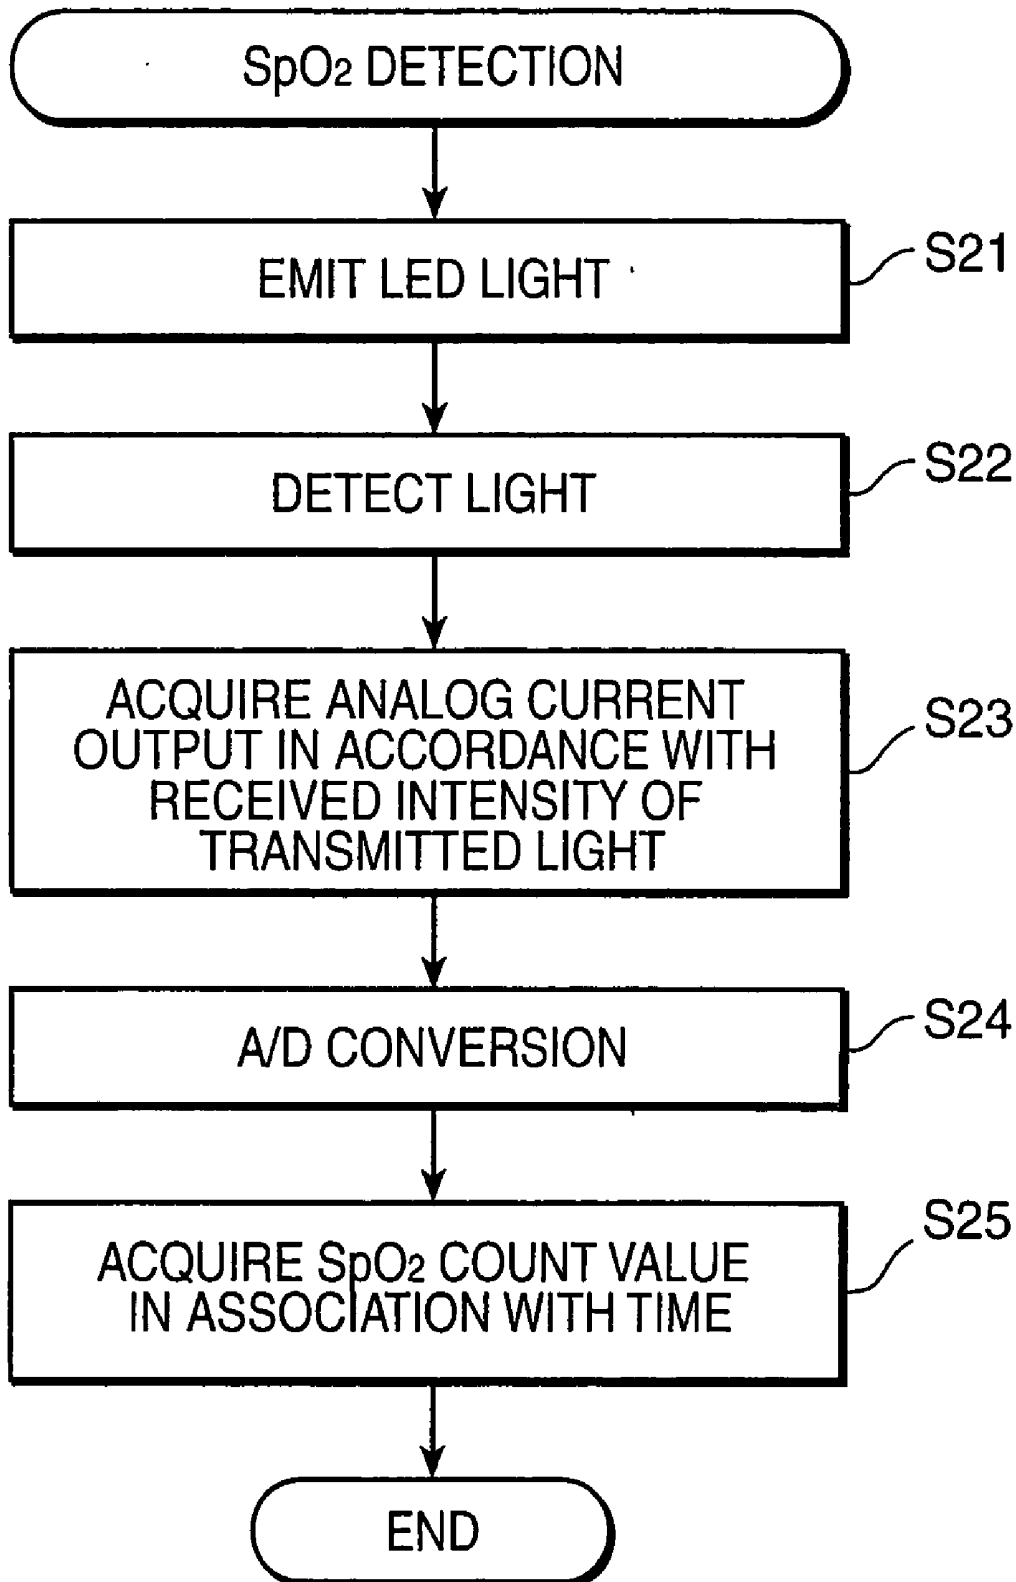 SpO2 DETECTION
EMIT LED LIGHT
S21
DETECT LIGHT
S22
ACQUIRE ANALOG CURRENT
OUTPUT IN ACCORDANCE WITH
RECEIVED INTENSITY OF
TRANSMITTED LIGHT
S23
A/D CONVERSION
S24
ACQUIRE SpO2 COUNT VALUE
IN ASSOCIATION WITH TIME
S25
END